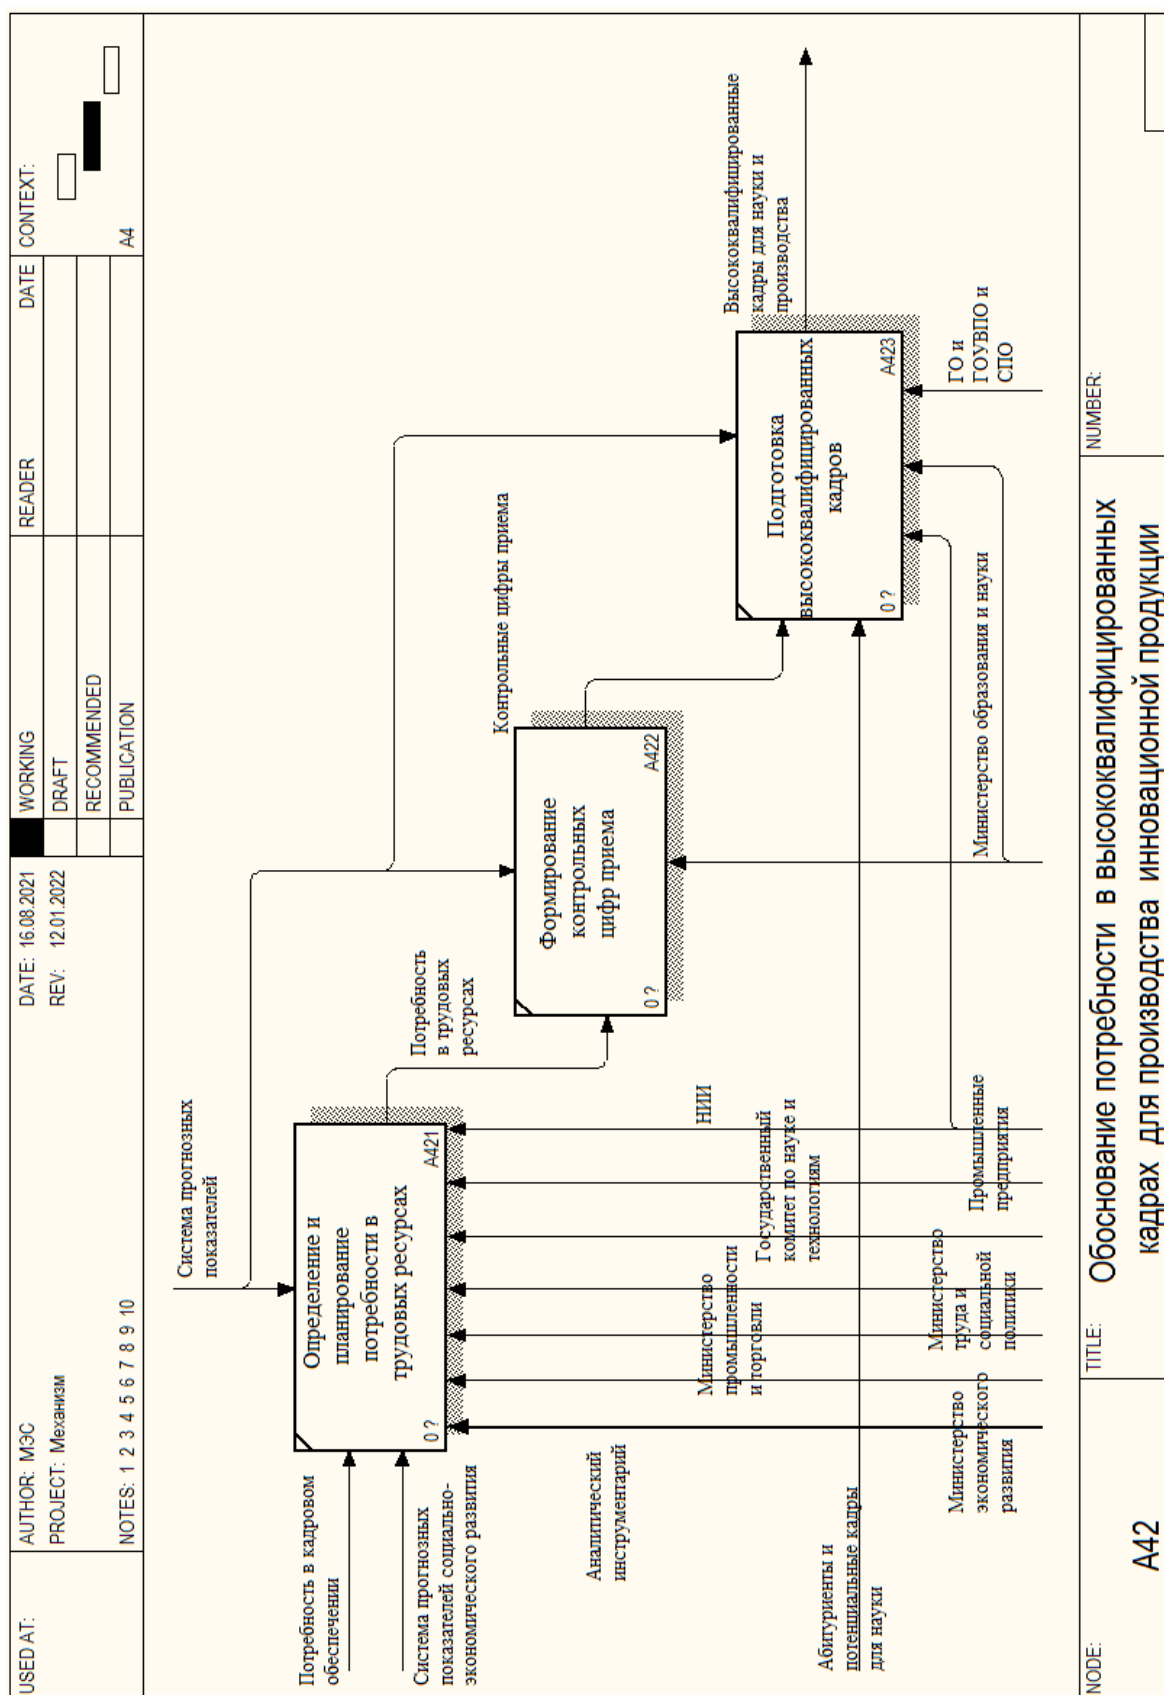 USED AT:
AUTHOR: МЭС
PROJECT: Механизм
NOTES: 1 2 3 4 5 6 7 8 9 10
DATE: 16.08.2021
REV: 12.01.2022
WORKING
DRAFT
RECOMMENDED
PUBLICATION
READER
DATE
CONTEXT:
A4
Система прогнозных
показателей
Потребность в кадровом
обеспечении
Система прогнозных
показателей социально-
экономического развития
Определение и
планирование
потребности в
трудовых ресурсах
0 ?
A421
Потребность
в трудовых
ресурсах
Формирование
контрольных
цифр приема
0 ?
A422
Контрольные цифры приема
Подготовка
высококвалифицированных
кадров
0 ?
A423
Высококвалифицированные
кадры для науки и
производства
Аналитический
инструментарий
Министерство
промышленности
и торговли
Государственный
комитет по науке и
технологиям
НИИ
Абитуриенты и
потенциальные кадры
для науки
Министерство
экономического
развития
Министерство
труда и
социальной
политики
Промышленные
предприятия
Министерство образования и науки
ГО и
ГОУВПО и
СПО
NODE:
A42
TITLE:
Обоснование потребности в высококвалифицированных
кадрах для производства инновационной продукции
NUMBER: